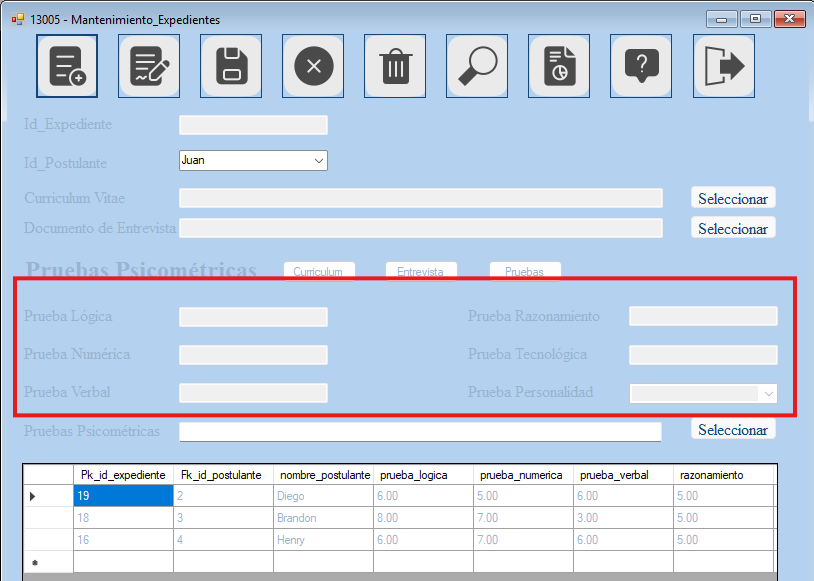 13005 - Mantenimiento_Expedientes
Id_Expediente
Id_Postulante Juan
Curriculum Vitae Seleccionar
Documento de Entrevista Seleccionar
Pruebas Psicométricas Curriculum Entrevista Pruebas
Prueba Lógica Prueba Razonamiento
Prueba Numérica Prueba Tecnológica
Prueba Verbal Prueba Personalidad
Pruebas Psicométricas Seleccionar
Pk_id_expediente Fk_id_postulante nombre_postulante prueba_logica prueba_numerica prueba_verbal razonamiento
19 2 Diego 6.00 5.00 6.00 5.00
18 3 Brandon 8.00 7.00 3.00 5.00
16 4 Henry 6.00 7.00 6.00 5.00